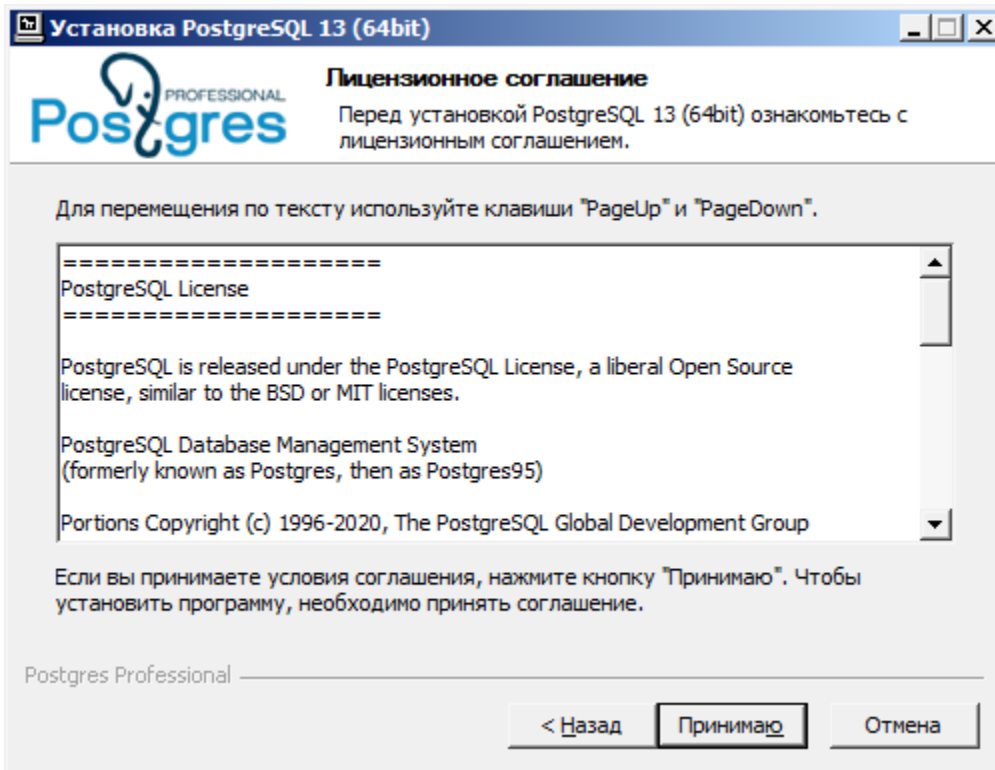 Установка PostgreSQL 13 (64bit)
PROFESSIONAL
Postgres
Лицензионное соглашение
Перед установкой PostgreSQL 13 (64bit) ознакомьтесь с
лицензионным соглашением.
Для перемещения по тексту используйте клавиши "PageUp" и "PageDown".
====================
PostgreSQL License
====================
PostgreSQL is released under the PostgreSQL License, a liberal Open Source
license, similar to the BSD or MIT licenses.
PostgreSQL Database Management System
(formerly known as Postgres, then as Postgres95)
Portions Copyright (c) 1996-2020, The PostgreSQL Global Development Group
Если вы принимаете условия соглашения, нажмите кнопку "Принимаю". Чтобы
установить программу, необходимо принять соглашение.
Postgres Professional
< Назад Принимаю Отмена